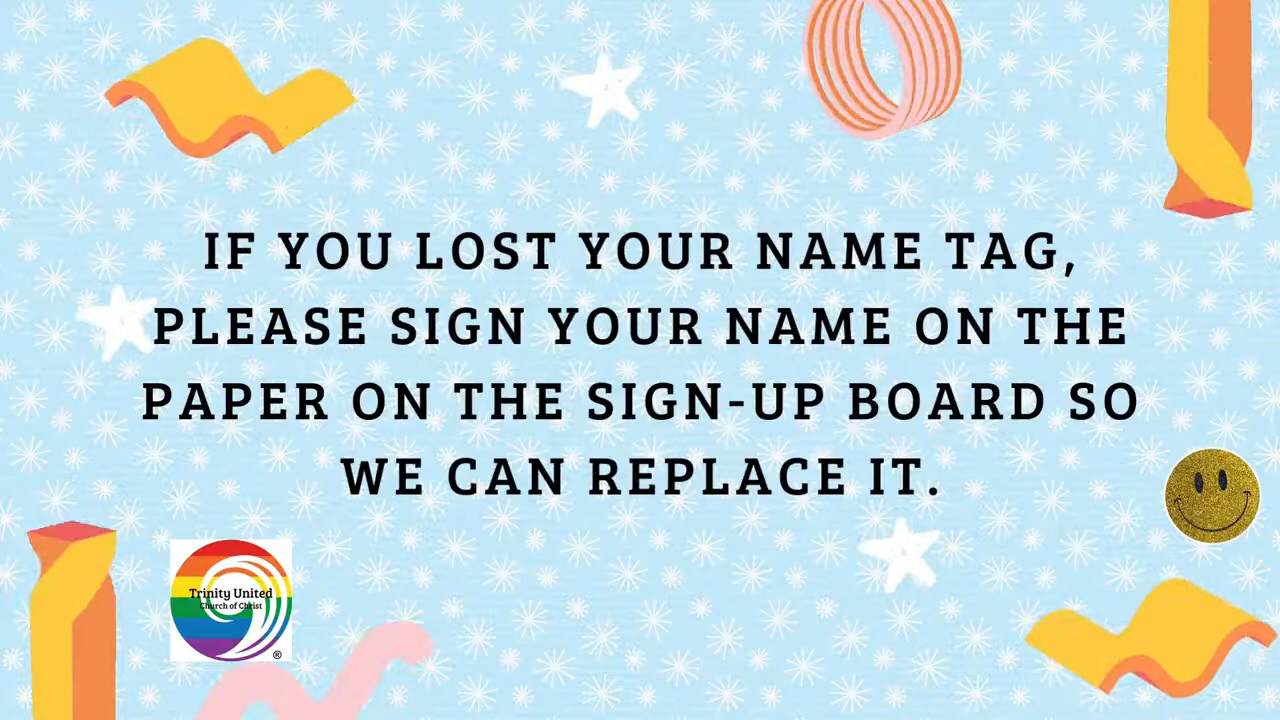 IF YOU LOST YOUR NAME TAG,
PLEASE SIGN YOUR NAME ON THE
PAPER ON THE SIGN-UP BOARD SO
WE CAN REPLACE IT.
Trinity United
Church of Christ
®